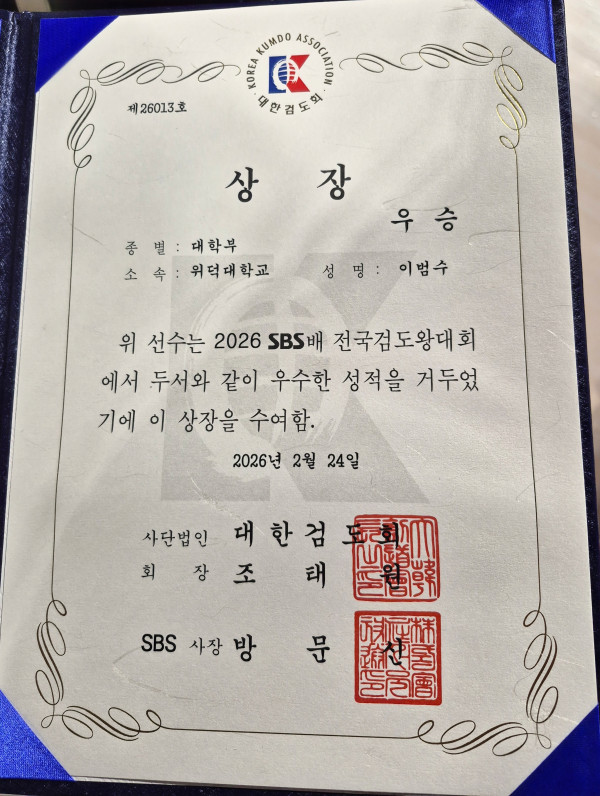 KOREA KUMDO ASSOCIATION
대한검도회
제26013호
상 장
우 승
종 별 : 대학부
소 속 : 위덕대학교 성 명 : 이범수
위 선수는 2026 SBS배 전국검도왕대회
에서 두서와 같이 우수한 성적을 거두었
기에 이 상장을 수여함.
2026년 2월 24일
사단법인 대한검도회
회 장 조 태 원
SBS 사장 방 문 신